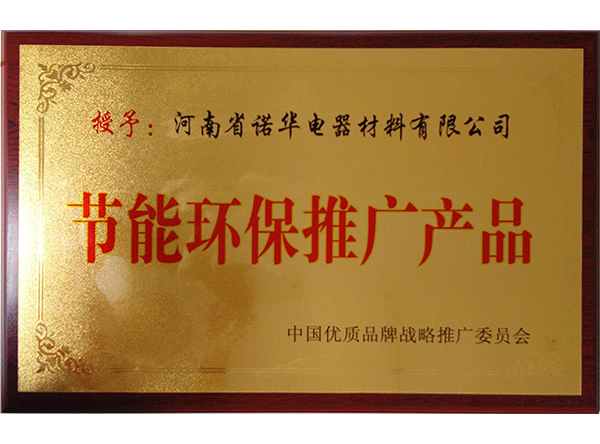 授予：河南省诺华电器材料有限公司
节能环保推广产品
中国优质品牌战略推广委员会